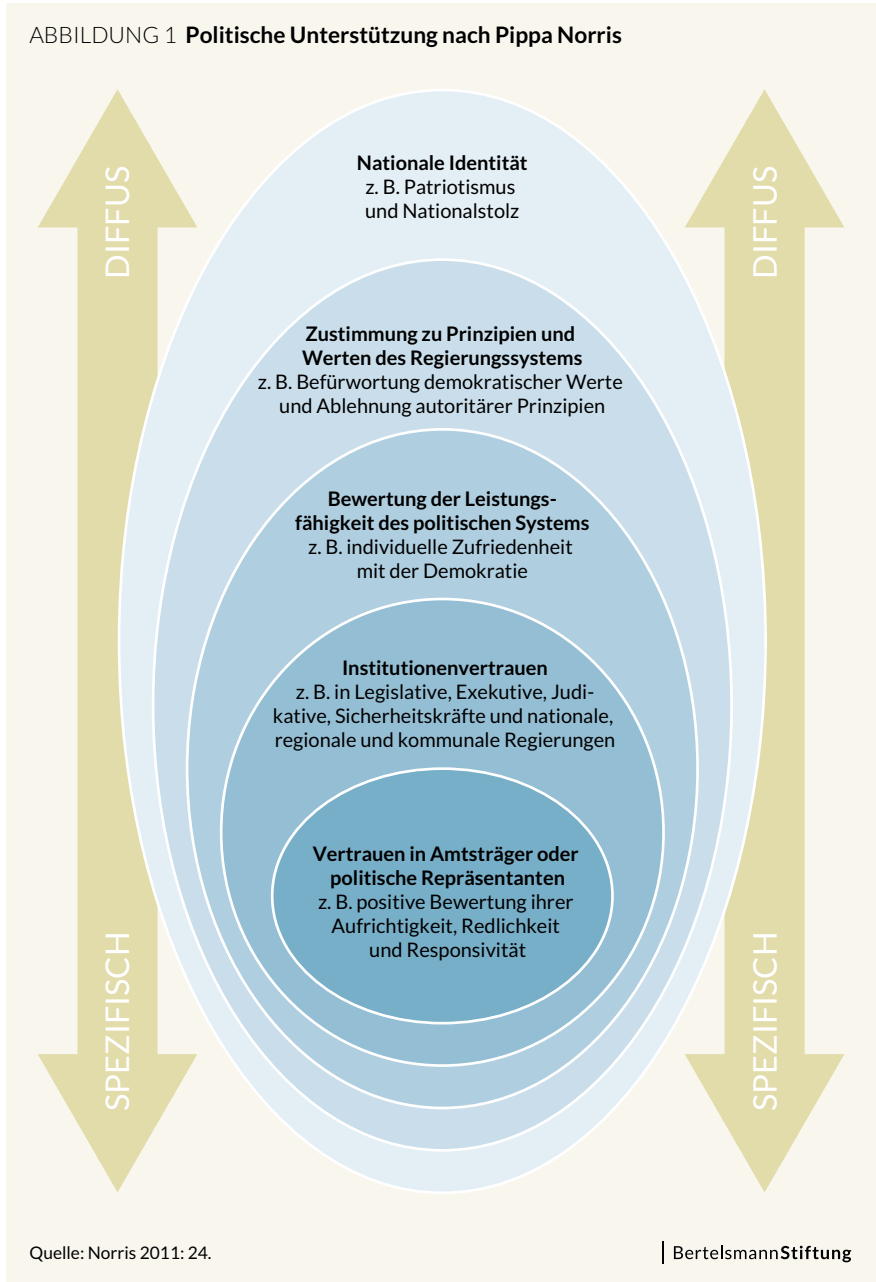 ABBILDUNG 1 Politische Unterstützung nach Pippa Norris
DIFFUS
DIFFUS
Nationale Identität
z. B. Patriotismus
und Nationalstolz
Zustimmung zu Prinzipien und
Werten des Regierungssystems
z. B. Befürwortung demokratischer Werte
und Ablehnung autoritärer Prinzipien
Bewertung der Leistungs-
fähigkeit des politischen Systems
z. B. individuelle Zufriedenheit
mit der Demokratie
Institutionenvertrauen
z. B. in Legislative, Exekutive, Judi-
kative, Sicherheitskräfte und nationale,
regionale und kommunale Regierungen
Vertrauen in Amtsträger oder
politische Repräsentanten
z. B. positive Bewertung ihrer
Aufrichtigkeit, Redlichkeit
und Responsivität
SPEZIFISCH
SPEZIFISCH
Quelle: Norris 2011: 24.
BertelsmannStiftung